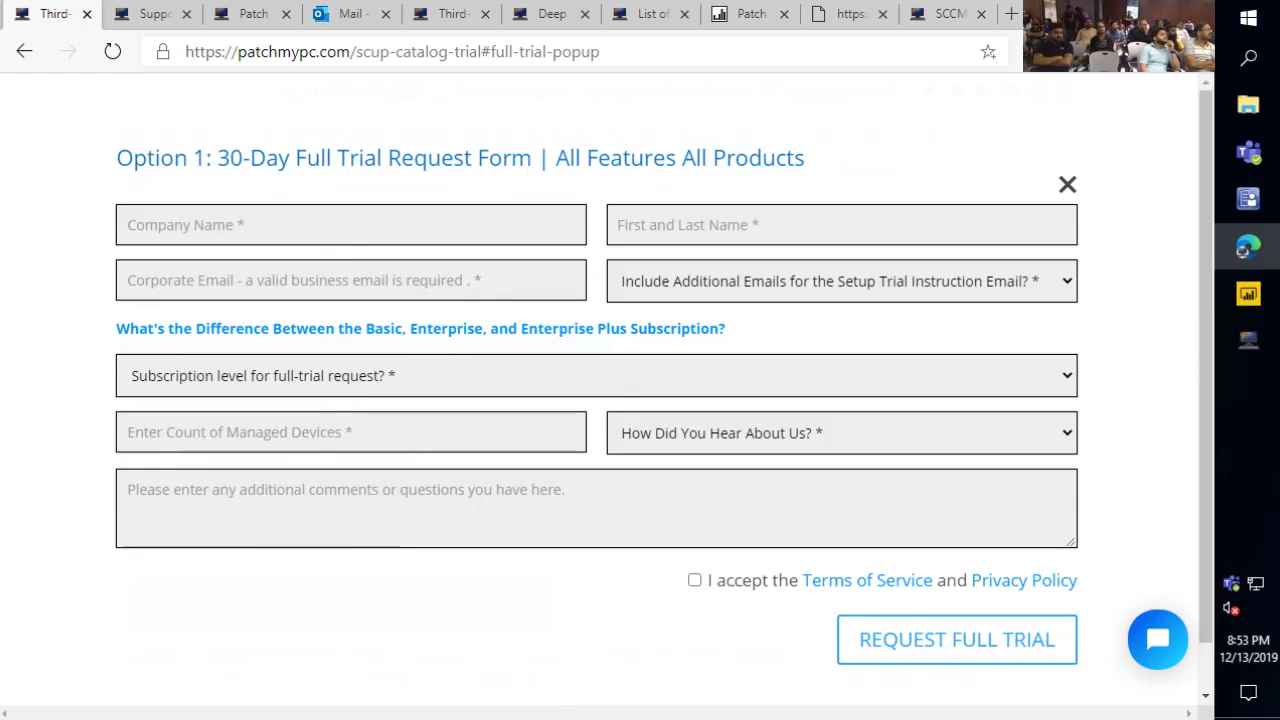 Third-
Suppo
Patch
Mail -
Third-
Deep
List of
Patch
https:
SCCM
https://patchmypc.com/scup-catalog-trial#full-trial-popup
Option 1: 30-Day Full Trial Request Form | All Features All Products
Company Name *
First and Last Name *
Corporate Email - a valid business email is required . *
Include Additional Emails for the Setup Trial Instruction Email? *
What's the Difference Between the Basic, Enterprise, and Enterprise Plus Subscription?
Subscription level for full-trial request? *
Enter Count of Managed Devices *
How Did You Hear About Us? *
Please enter any additional comments or questions you have here.
I accept the Terms of Service and Privacy Policy
REQUEST FULL TRIAL
8:53 PM
12/13/2019